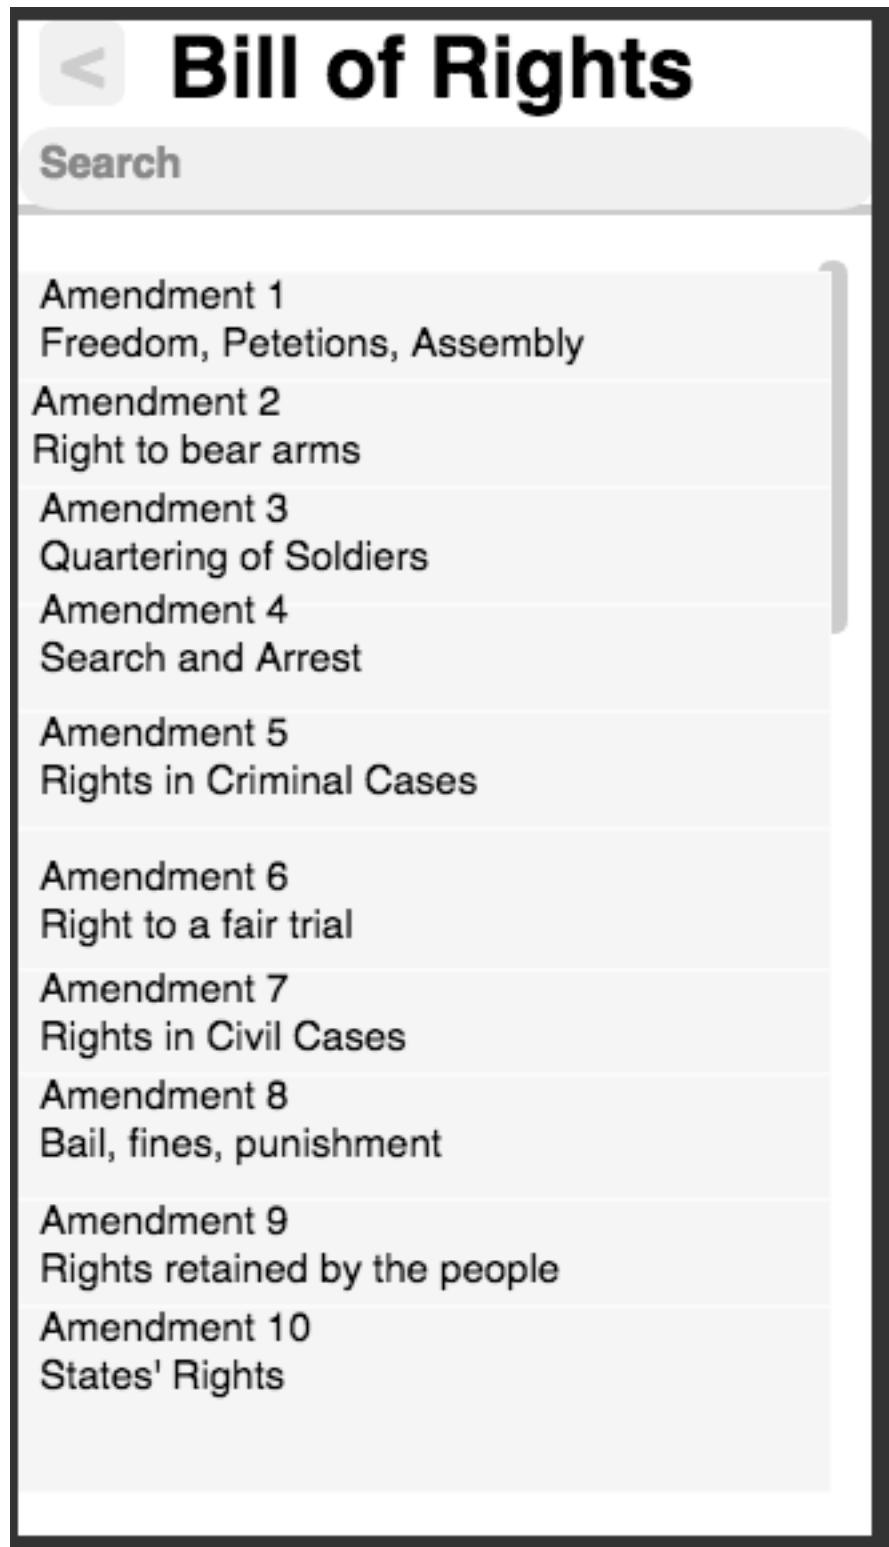 < Bill of Rights
Search
Amendment 1
Freedom, Petetions, Assembly
Amendment 2
Right to bear arms
Amendment 3
Quartering of Soldiers
Amendment 4
Search and Arrest
Amendment 5
Rights in Criminal Cases
Amendment 6
Right to a fair trial
Amendment 7
Rights in Civil Cases
Amendment 8
Bail, fines, punishment
Amendment 9
Rights retained by the people
Amendment 10
States' Rights